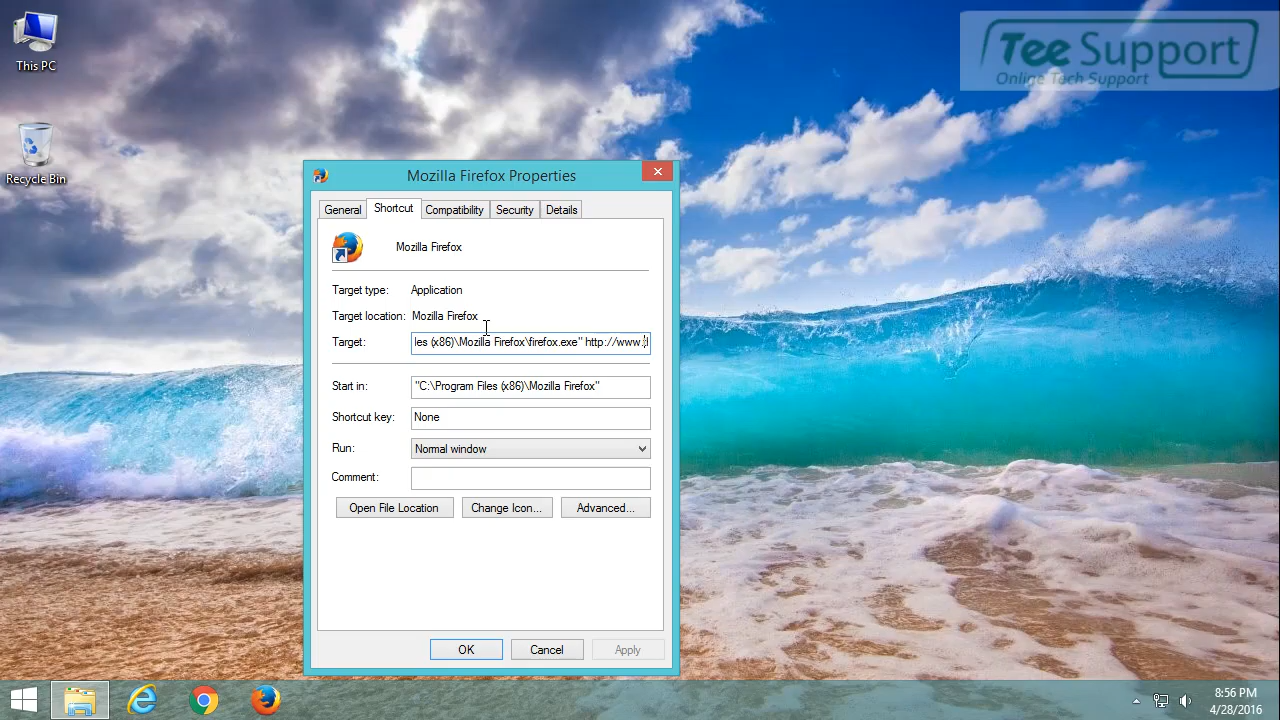 This PC
Recycle Bin
Tee Support
Online Tech Support
Mozilla Firefox Properties
General Shortcut Compatibility Security Details
Mozilla Firefox
Target type: Application
Target location: Mozilla Firefox
Target: les (x86)\Mozilla Firefox\firefox.exe" http://www.
Start in: "C:\Program Files (x86)\Mozilla Firefox"
Shortcut key: None
Run: Normal window
Comment:
Open File Location Change Icon... Advanced...
OK Cancel Apply
8:56 PM
4/28/2016